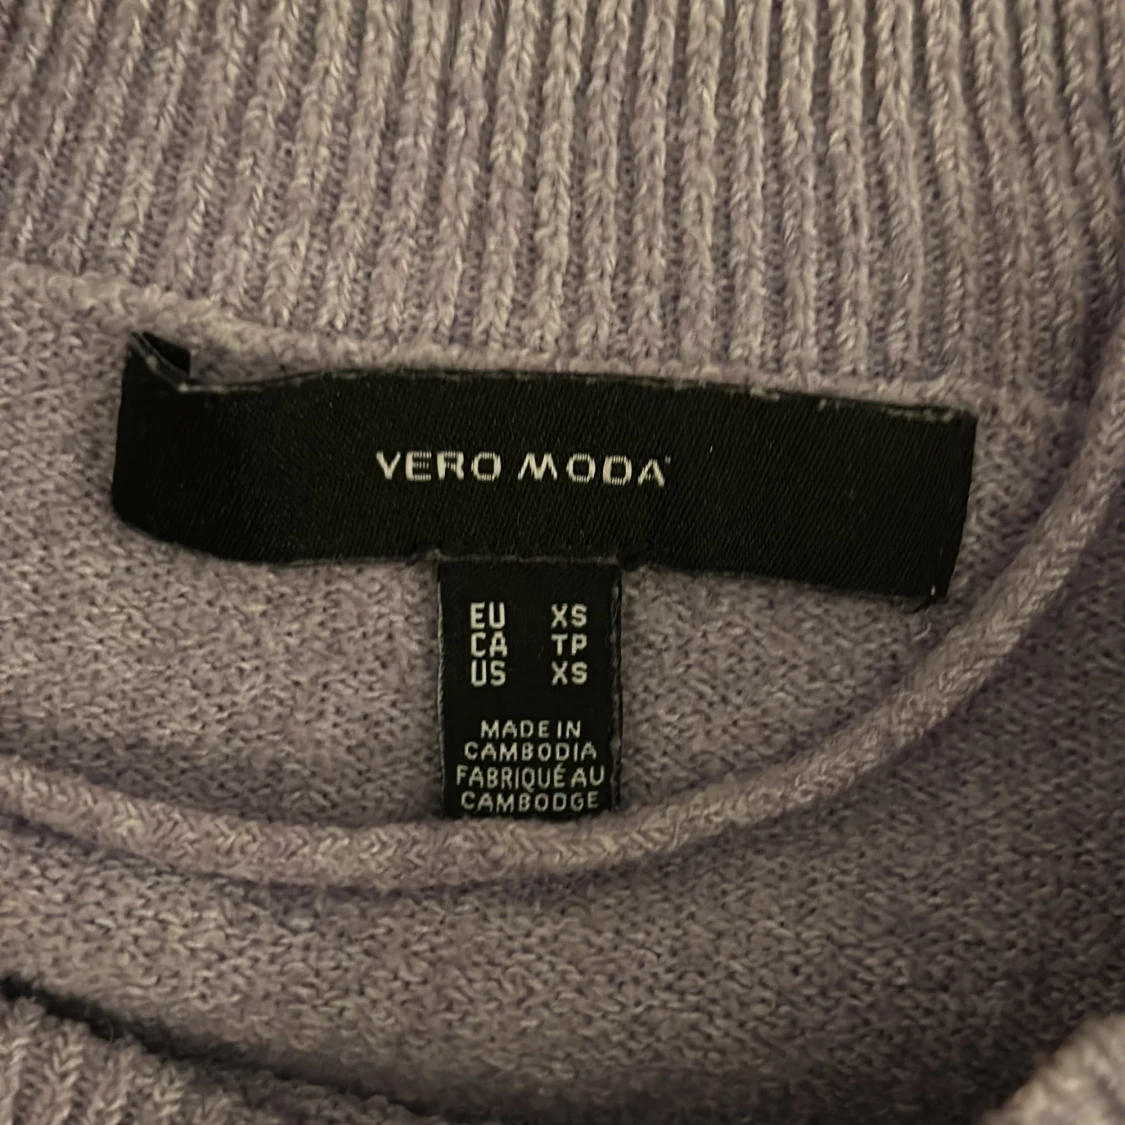 VERO MODA
EU XS
CA TP
US XS
MADE IN
CAMBODIA
FABRIQUÉ AU
CAMBODGE